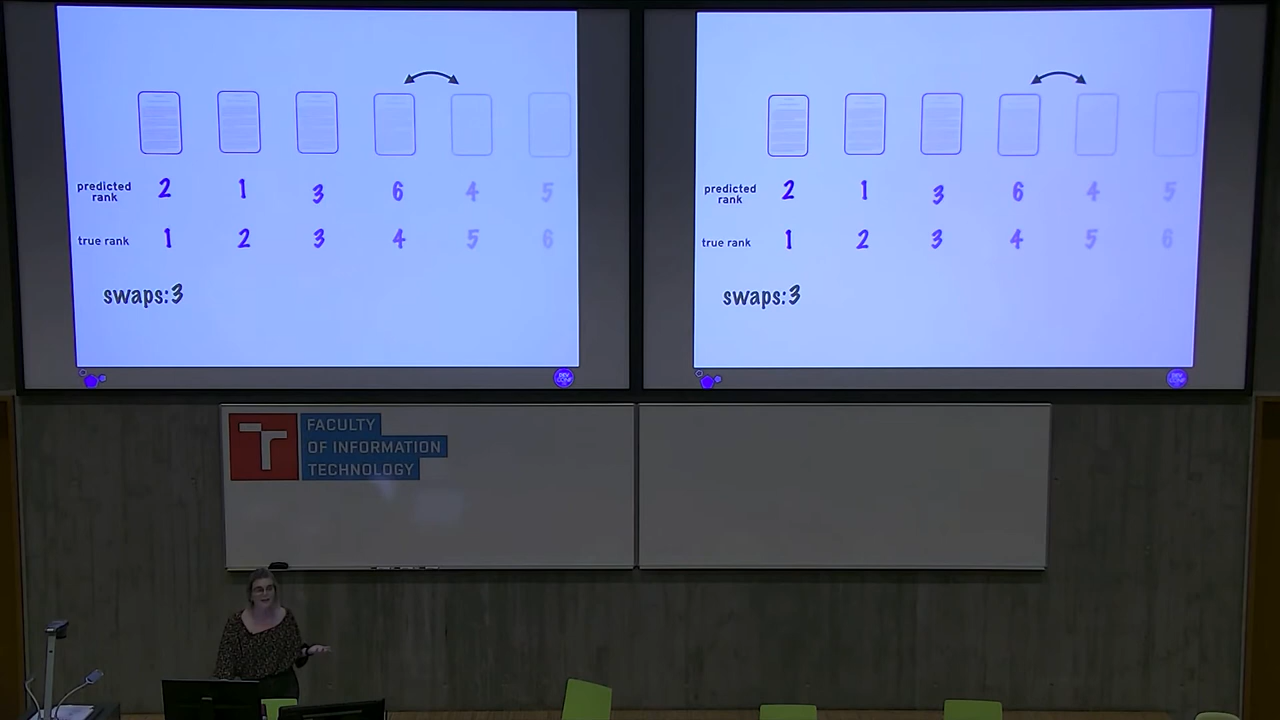 predicted
rank
2 1 3 6 4 5
true rank
1 2 3 4 5 6
swaps:3
DEV
CONF
predicted
rank
2 1 3 6 4 5
true rank
1 2 3 4 5 6
swaps:3
FACULTY
OF INFORMATION
TECHNOLOGY